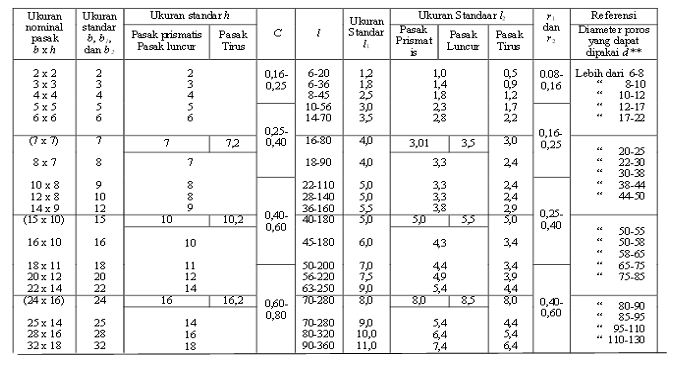 Ukuran nominal pasak b x h | Ukuran standar b, b1, dan b2 | Ukuran standar h | C | l | Ukuran Standar l1 | Ukuran Standaar l2 | r1 dan r2 | Referensi
Pasak prismatis Pasak luncur | Pasak Tirus | Pasak Prismat is | Pasak Luncur | Pasak Tirus | Diameter poros yang dapat dipakai d**
2 x 2 2 2 0,16- 6-20 1,2 1,0 0,5 0.08- Lebih dari 6-8
3 x 3 3 3 0,25 6-36 1,8 1,4 0,9 0,16 “ 8-10
4 x 4 4 4 8-45 2,5 1,8 1,2 “ 10-12
5 x 5 5 5 10-56 3,0 2,3 1,7 “ 12-17
6 x 6 6 6 0,25- 14-70 3,5 2,8 2,2 0,16- “ 17-22
(7 x 7) 7 7 7,2 0,40 16-80 4,0 3,01 3,5 3,0 0,25 “ 20-25
8 x 7 8 7 18-90 4,0 3,3 2,4 “ 22-30
“ 30-38
10 x 8 9 8 22-110 5,0 3,3 2,4 “ 38-44
12 x 8 10 8 28-140 5,0 3,3 2,4 “ 44-50
14 x 9 12 9 0,40- 36-160 5,5 3,8 2,9 0,25-
(15 x 10) 15 10 10,2 0,60 40-180 5,0 5,0 5,5 5,0 0,40 “ 50-55
16 x 10 16 10 45-180 6,0 4,3 3,4 “ 50-58
“ 58-65
18 x 11 18 11 50-200 7,0 4,4 3,4 “ 65-75
20 x 12 20 12 56-220 7,5 4,9 3,9 “ 75-85
22 x 14 22 14 63-250 9,0 5,4 4,4
(24 x 16) 24 16 16,2 0,60- 70-280 8,0 8,0 8,5 8,0 0,40- “ 80-90
0,80 0,60 “ 85-95
25 x 14 25 14 70-280 9,0 5,4 4,4 “ 95-110
28 x 16 28 16 80-320 10,0 6,4 5,4 “ 110-130
32 x 18 32 18 90-360 11,0 7,4 6,4